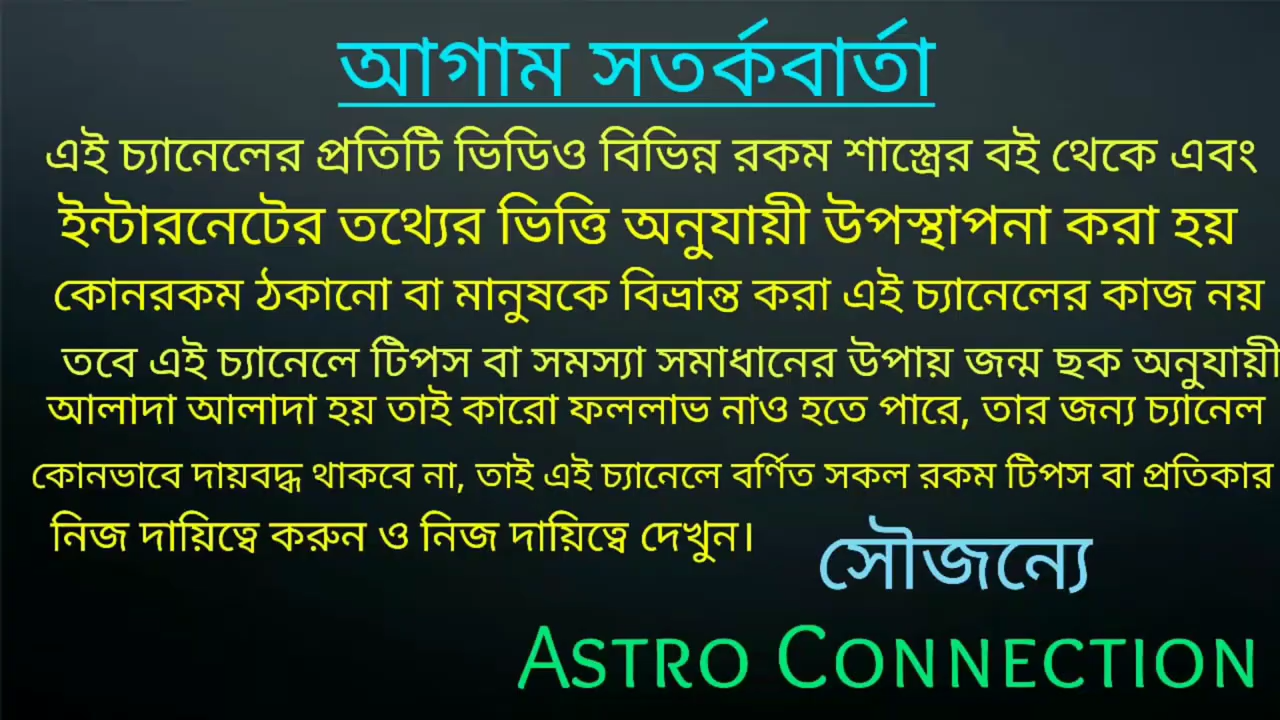 আগাম সতর্কবার্তা
এই চ্যানেলের প্রতিটি ভিডিও বিভিন্ন রকম শাস্ত্রের বই থেকে এবং
ইন্টারনেটের তথ্যের ভিত্তি অনুযায়ী উপস্থাপনা করা হয়
কোনরকম ঠকানো বা মানুষকে বিভ্রান্ত করা এই চ্যানেলের কাজ নয়
তবে এই চ্যানেলে টিপস বা সমস্যা সমাধানের উপায় জন্ম ছক অনুযায়ী
আলাদা আলাদা হয় তাই কারো ফললাভ নাও হতে পারে, তার জন্য চ্যানেল
কোনভাবে দায়বদ্ধ থাকবে না, তাই এই চ্যানেলে বর্ণিত সকল রকম টিপস বা প্রতিকার
নিজ দায়িত্বে করুন ও নিজ দায়িত্বে দেখুন।
সৌজন্যে
Astro Connection